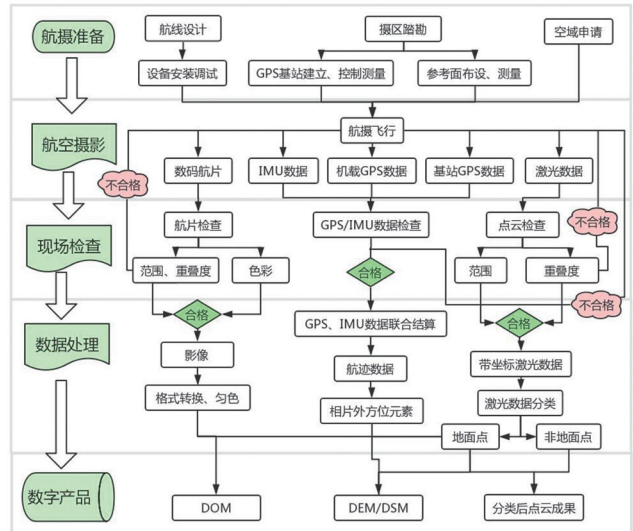 航摄准备
航线设计
摄区踏勘
空域申请
设备安装调试
GPS基站建立、控制测量
参考面布设、测量
航空摄影
航摄飞行
数码航片
IMU数据
机载GPS数据
基站GPS数据
激光数据
不合格
不合格
现场检查
航片检查
GPS/IMU数据检查
点云检查
范围、重叠度
色彩
合格
范围
重叠度
不合格
数据处理
合格
GPS、IMU数据联合结算
合格
影像
航迹数据
带坐标激光数据
格式转换、匀色
相片外方位元素
激光数据分类
地面点
非地面点
数字产品
DOM
DEM/DSM
分类后点云成果